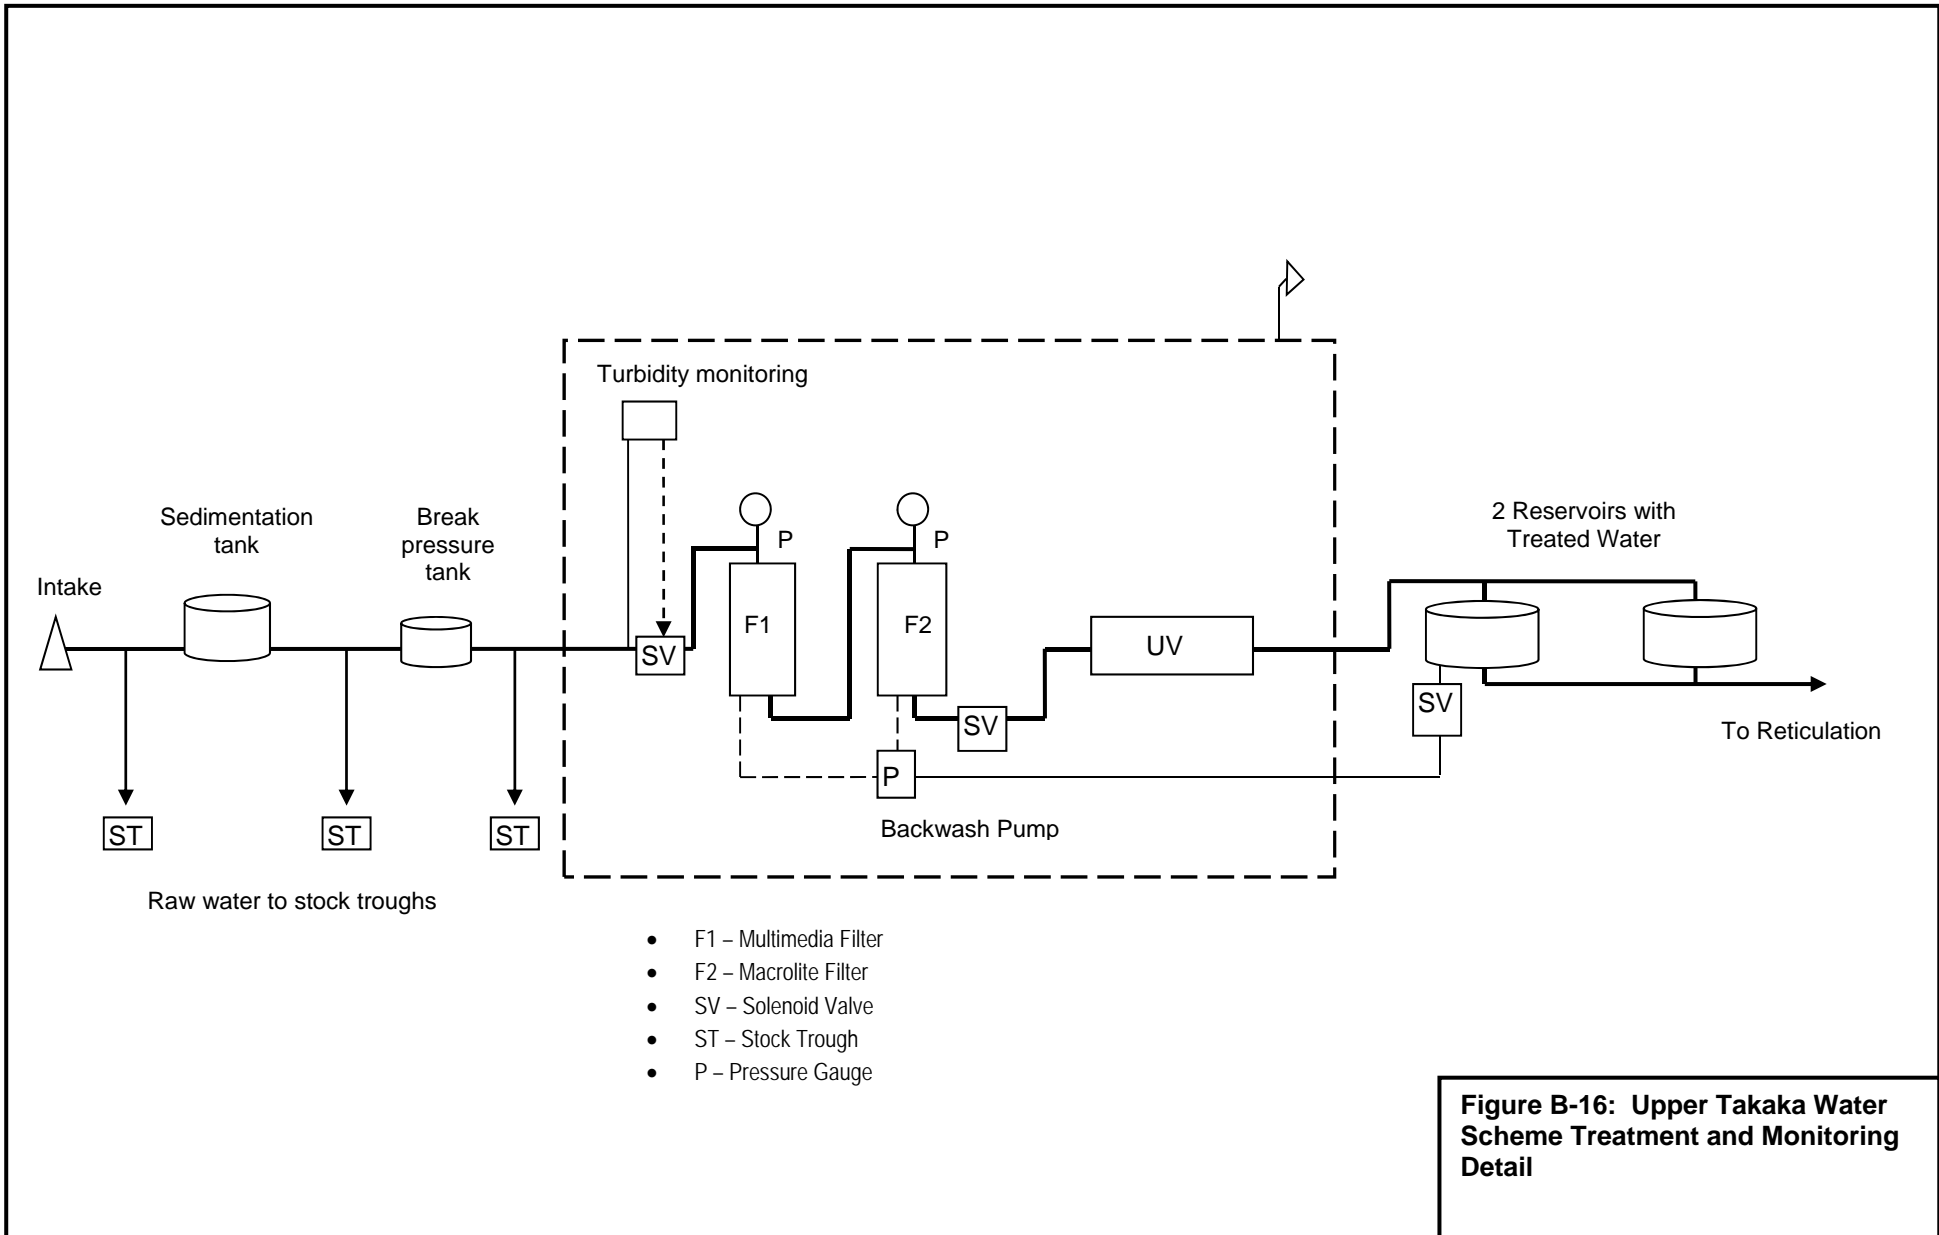 Turbidity monitoring
Sedimentation
tank
Break
pressure
tank
Intake
P
P
F1
F2
SV
SV
UV
2 Reservoirs with
Treated Water
SV
To Reticulation
P
Backwash Pump
ST
ST
ST
Raw water to stock troughs
• F1 – Multimedia Filter
• F2 – Macrolite Filter
• SV – Solenoid Valve
• ST – Stock Trough
• P – Pressure Gauge
Figure B-16: Upper Takaka Water
Scheme Treatment and Monitoring
Detail